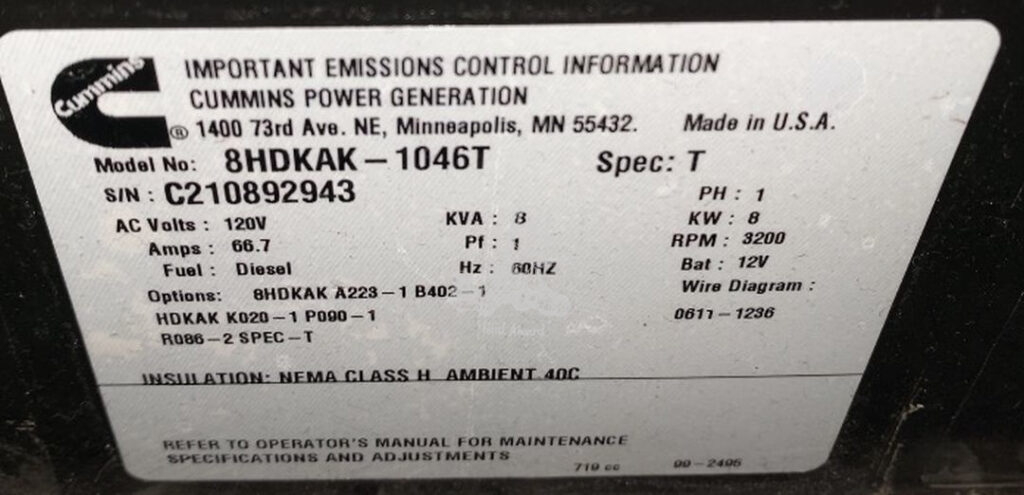 Cummins
IMPORTANT EMISSIONS CONTROL INFORMATION
CUMMINS POWER GENERATION
® 1400 73rd Ave. NE, Minneapolis, MN 55432. Made in U.S.A.
Model No: 8HDKAK-1046T Spec: T
S/N : C210892943 PH : 1
AC Volts : 120V KVA : 8 KW : 8
Amps : 66.7 Pf : 1 RPM : 3200
Fuel : Diesel Hz : 60HZ Bat : 12V
Options: 8HDKAK A223-1 B402-1 Wire Diagram :
HDKAK K020-1 P090-1 0611-1236
R086-2 SPEC-T
INSULATION: NEMA CLASS H AMBIENT 40C
REFER TO OPERATOR'S MANUAL FOR MAINTENANCE
SPECIFICATIONS AND ADJUSTMENTS 719 cc 99-2496